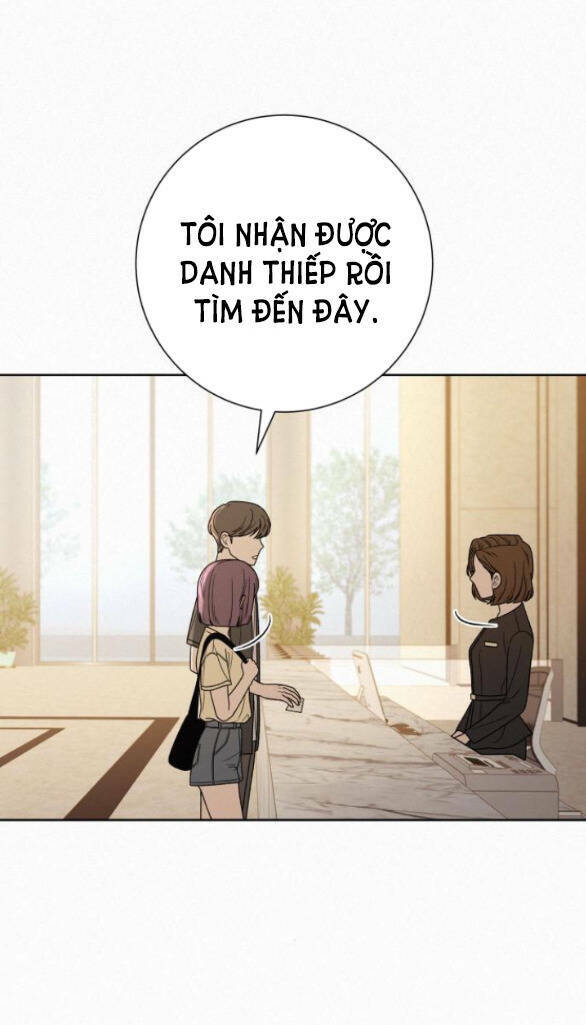 TÔI NHẬN ĐƯỢC
DANH THIẾP RỒI
TÌM ĐẾN ĐÂY.